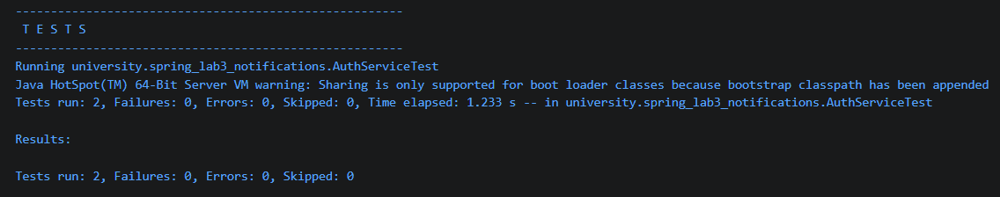 -------------------------------------------------------
T E S T S
-------------------------------------------------------
Running university.spring_lab3_notifications.AuthServiceTest
Java HotSpot(TM) 64-Bit Server VM warning: Sharing is only supported for boot loader classes because bootstrap classpath has been appended
Tests run: 2, Failures: 0, Errors: 0, Skipped: 0, Time elapsed: 1.233 s -- in university.spring_lab3_notifications.AuthServiceTest
Results:
Tests run: 2, Failures: 0, Errors: 0, Skipped: 0